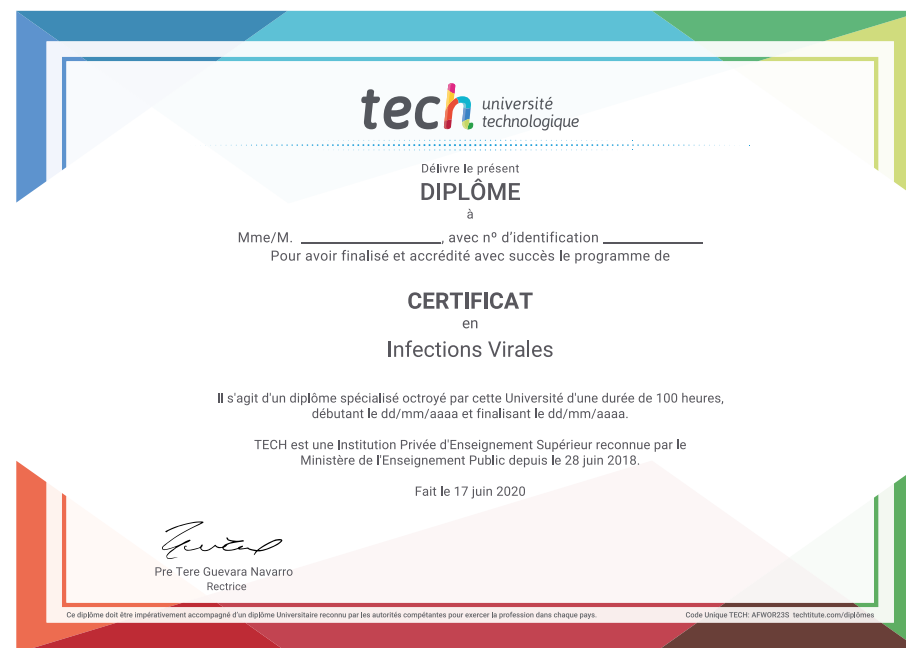 tech université
technologique
Délivre le présent
DIPLÔME
à
Mme/M. ____________________, avec nº d'identification ______________
Pour avoir finalisé et accrédité avec succès le programme de
CERTIFICAT
en
Infections Virales
Il s'agit d'un diplôme spécialisé octroyé par cette Université d'une durée de 100 heures,
débutant le dd/mm/aaaa et finalisant le dd/mm/aaaa.
TECH est une Institution Privée d'Enseignement Supérieur reconnue par le
Ministère de l'Enseignement Public depuis le 28 juin 2018.
Fait le 17 juin 2020
Pre Tere Guevara Navarro
Rectrice
Ce diplôme doit être impérativement accompagné d'un diplôme Universitaire reconnu par les autorités compétantes pour exercer la profession dans chaque pays. Code Unique TECH: AFWOR23S techtitute.com/diplômes